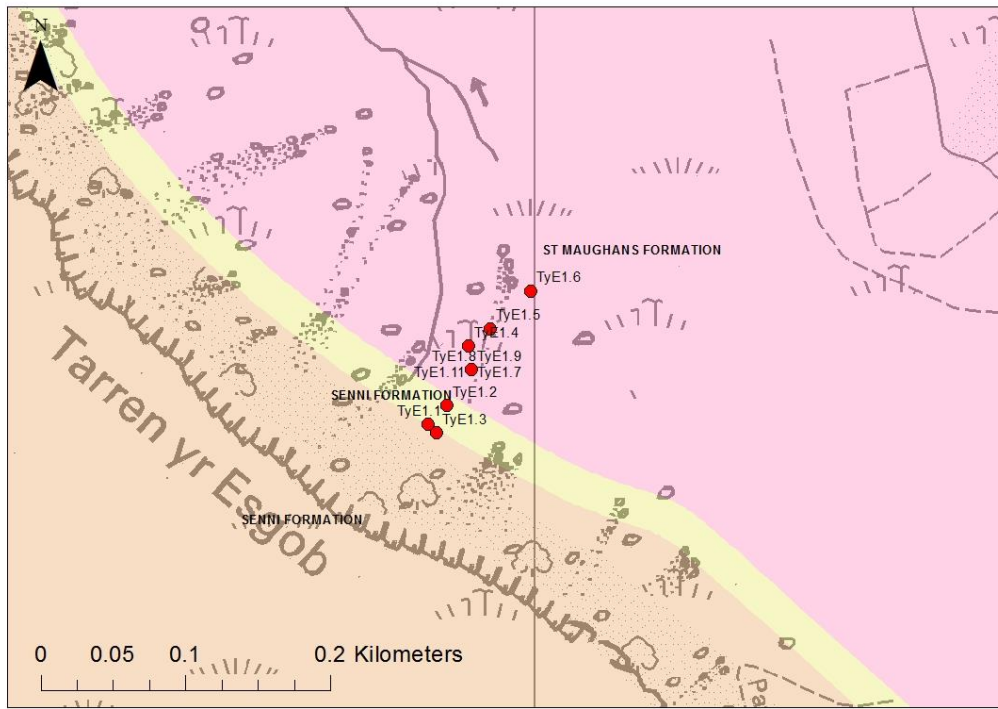 N
ST MAUGHANS FORMATION
TyE1.6
TyE1.5
TyE1.4
TyE1.8 TyE1.9
TyE1.11 TyE1.7
SENNI FORMATION TyE1.2
TyE1.1 TyE1.3
Tarren yr Esgob
SENNI FORMATION
0 0.05 0.1 0.2 Kilometers
Pa